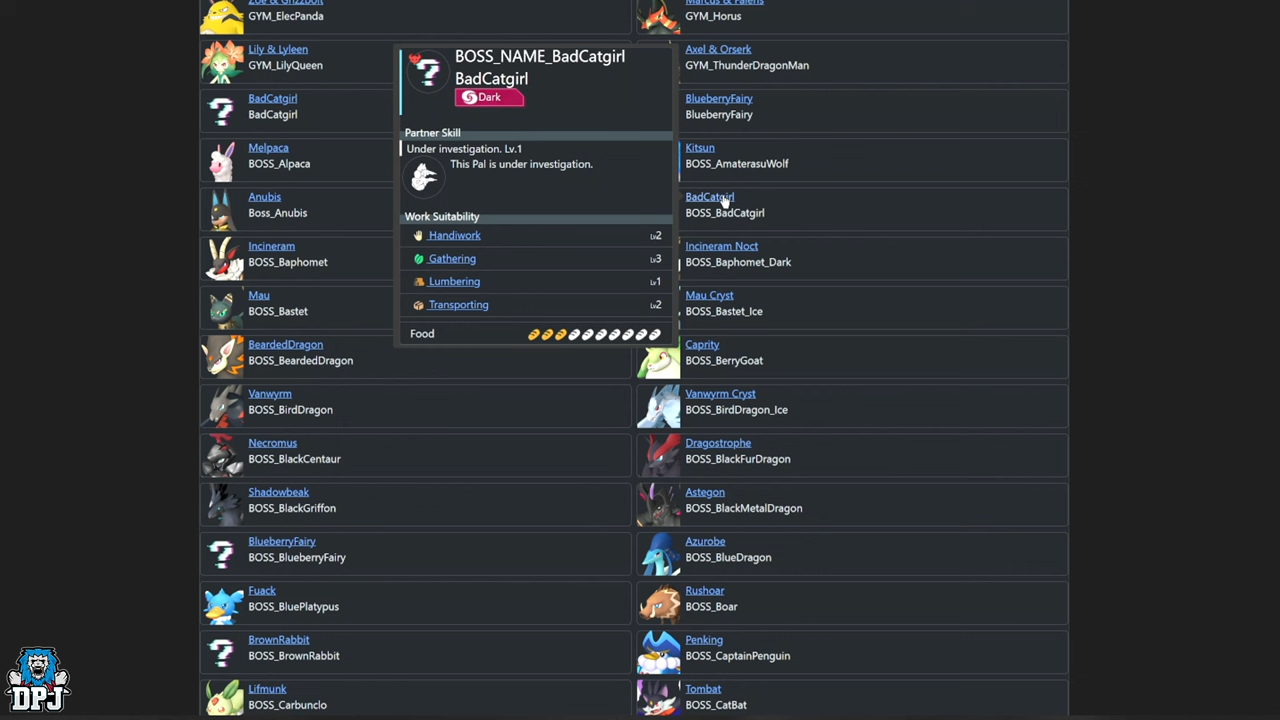 Zoe & Grizzbolt
GYM_ElecPanda
Marcus & Faleris
GYM_Horus
Lily & Lyleen
GYM_LilyQueen
Axel & Orserk
GYM_ThunderDragonMan
BadCatgirl
BadCatgirl
BlueberryFairy
BlueberryFairy
Melpaca
BOSS_Alpaca
Kitsun
BOSS_AmaterasuWolf
Anubis
Boss_Anubis
BadCatgirl
BOSS_BadCatgirl
Incineram
BOSS_Baphomet
Incineram Noct
BOSS_Baphomet_Dark
Mau
BOSS_Bastet
Mau Cryst
BOSS_Bastet_Ice
BeardedDragon
BOSS_BeardedDragon
Caprity
BOSS_BerryGoat
Vanwyrm
BOSS_BirdDragon
Vanwyrm Cryst
BOSS_BirdDragon_Ice
Necromus
BOSS_BlackCentaur
Dragostrophe
BOSS_BlackFurDragon
Shadowbeak
BOSS_BlackGriffon
Astegon
BOSS_BlackMetalDragon
BlueberryFairy
BOSS_BlueberryFairy
Azurobe
BOSS_BlueDragon
Fuack
BOSS_BluePlatypus
Rushoar
BOSS_Boar
BrownRabbit
BOSS_BrownRabbit
Penking
BOSS_CaptainPenguin
Lifmunk
BOSS_Carbunclo
Tombat
BOSS_CatBat
BOSS_NAME_BadCatgirl
BadCatgirl
Dark
Partner Skill
Under investigation. Lv.1
This Pal is under investigation.
Work Suitability
Handiwork Lv2
Gathering Lv3
Lumbering Lv1
Transporting Lv2
Food
DPJ